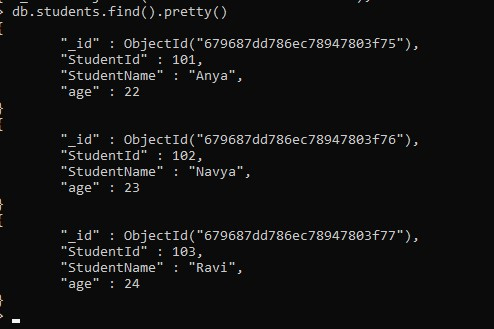 > db.students.find().pretty()
{
"_id" : ObjectId("679687dd786ec78947803f75"),
"StudentId" : 101,
"StudentName" : "Anya",
"age" : 22
}
{
"_id" : ObjectId("679687dd786ec78947803f76"),
"StudentId" : 102,
"StudentName" : "Navya",
"age" : 23
}
{
"_id" : ObjectId("679687dd786ec78947803f77"),
"StudentId" : 103,
"StudentName" : "Ravi",
"age" : 24
}
>